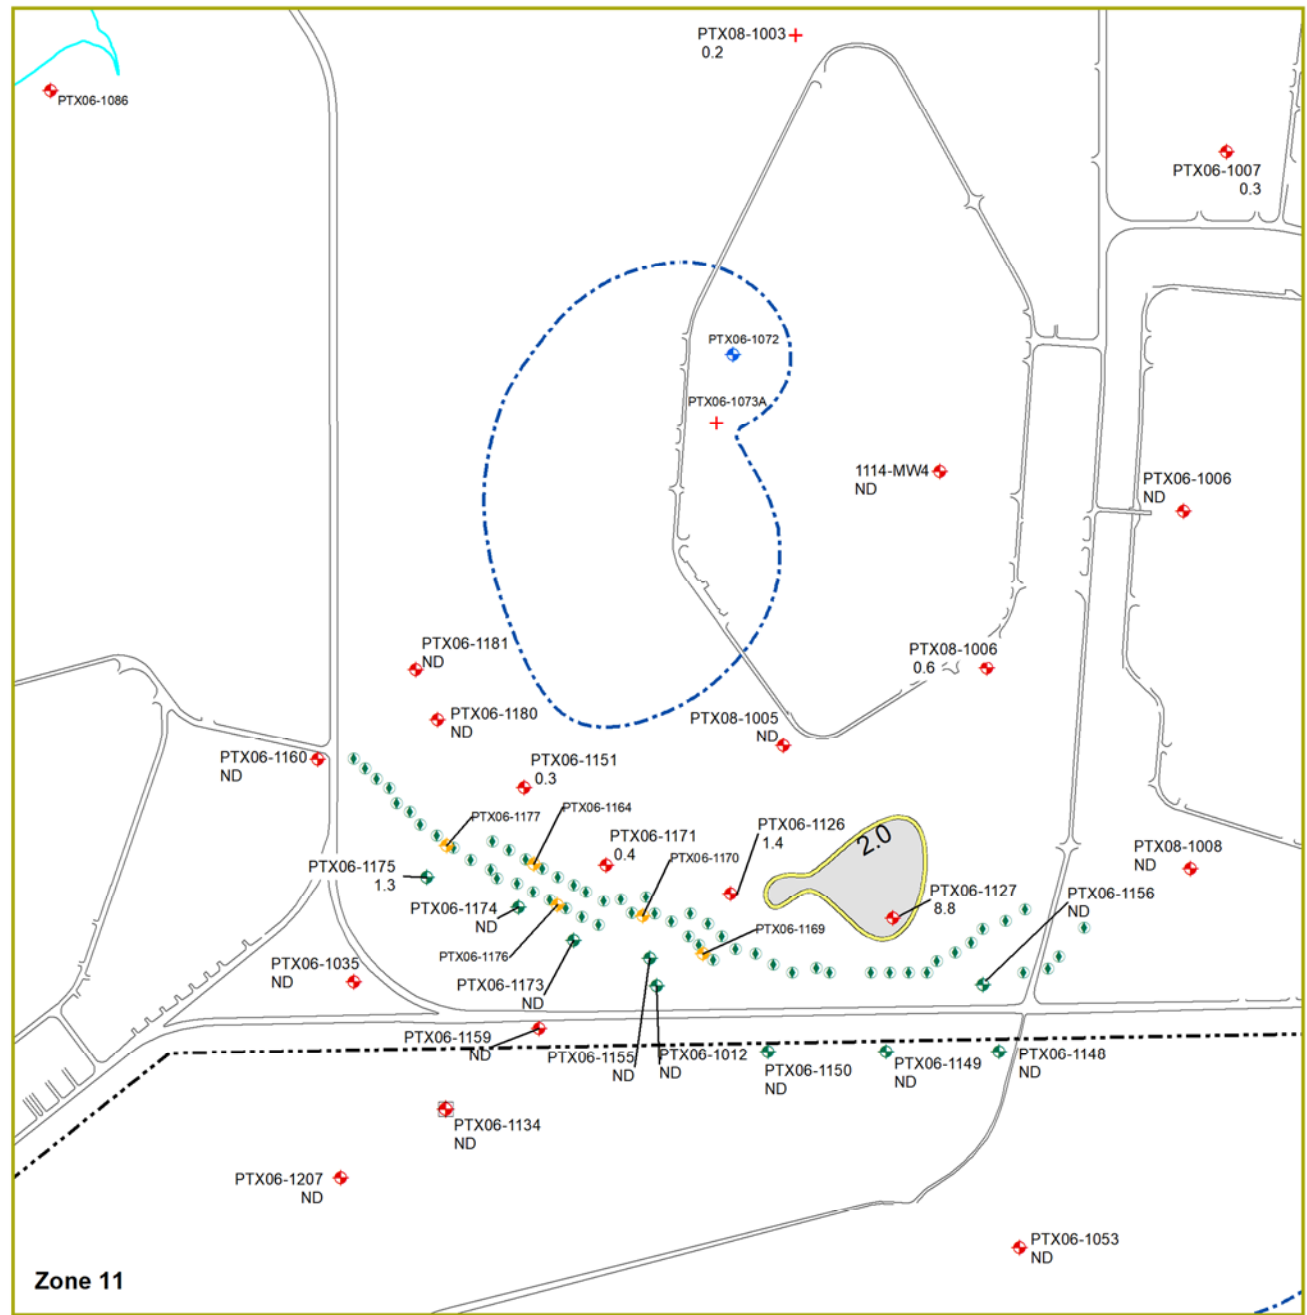 PTX08-1003
0.2
PTX06-1086
PTX06-1007
0.3
PTX06-1072
PTX06-1073A
1114-MW4
ND
PTX06-1006
ND
PTX06-1181
ND
PTX08-1006
0.6
PTX06-1180
ND
PTX08-1005
ND
PTX06-1160
ND
PTX06-1151
0.3
PTX06-1177
PTX06-1164
PTX06-1171
0.4
PTX06-1126
1.4
2.0
PTX06-1170
PTX08-1008
ND
PTX06-1175
1.3
PTX06-1127
8.8
PTX06-1156
ND
PTX06-1174
ND
PTX06-1169
PTX06-1176
PTX06-1035
ND
PTX06-1173
ND
PTX06-1159
ND
PTX06-1155
ND
PTX06-1012
ND
PTX06-1150
ND
PTX06-1149
ND
PTX06-1148
ND
PTX06-1134
ND
PTX06-1207
ND
PTX06-1053
ND
Zone 11